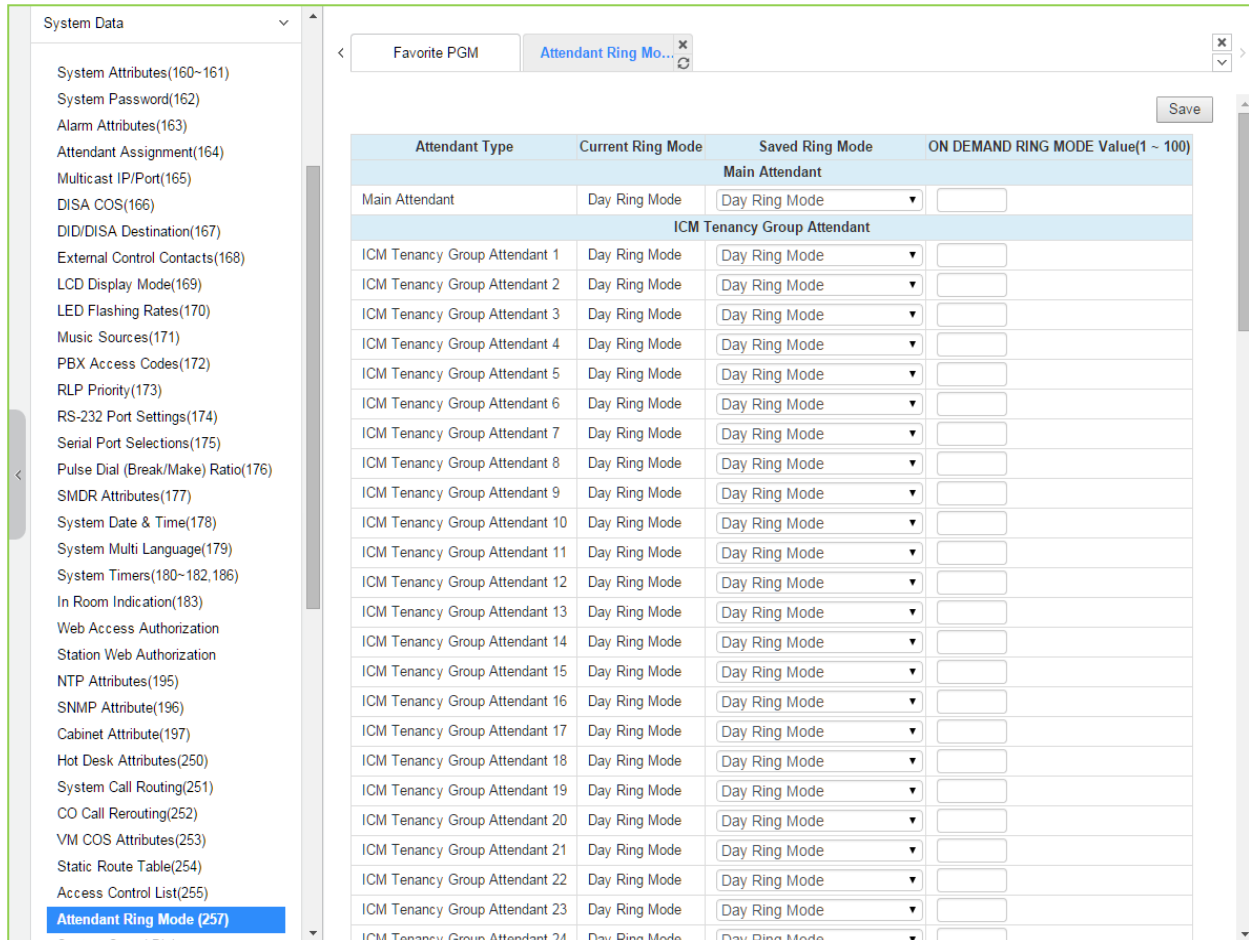 System Data
System Attributes(160~161)
System Password(162)
Alarm Attributes(163)
Attendant Assignment(164)
Multicast IP/Port(165)
DISA COS(166)
DID/DISA Destination(167)
External Control Contacts(168)
LCD Display Mode(169)
LED Flashing Rates(170)
Music Sources(171)
PBX Access Codes(172)
RLP Priority(173)
RS-232 Port Settings(174)
Serial Port Selections(175)
Pulse Dial (Break/Make) Ratio(176)
SMDR Attributes(177)
System Date & Time(178)
System Multi Language(179)
System Timers(180~182,186)
In Room Indication(183)
Web Access Authorization
Station Web Authorization
NTP Attributes(195)
SNMP Attribute(196)
Cabinet Attribute(197)
Hot Desk Attributes(250)
System Call Routing(251)
CO Call Rerouting(252)
VM COS Attributes(253)
Static Route Table(254)
Access Control List(255)
Attendant Ring Mode (257)
Favorite PGM
Attendant Ring Mo...
Save
Attendant Type Current Ring Mode Saved Ring Mode ON DEMAND RING MODE Value(1 ~ 100)
Main Attendant
Main Attendant Day Ring Mode Day Ring Mode
ICM Tenancy Group Attendant
ICM Tenancy Group Attendant 1 Day Ring Mode Day Ring Mode
ICM Tenancy Group Attendant 2 Day Ring Mode Day Ring Mode
ICM Tenancy Group Attendant 3 Day Ring Mode Day Ring Mode
ICM Tenancy Group Attendant 4 Day Ring Mode Day Ring Mode
ICM Tenancy Group Attendant 5 Day Ring Mode Day Ring Mode
ICM Tenancy Group Attendant 6 Day Ring Mode Day Ring Mode
ICM Tenancy Group Attendant 7 Day Ring Mode Day Ring Mode
ICM Tenancy Group Attendant 8 Day Ring Mode Day Ring Mode
ICM Tenancy Group Attendant 9 Day Ring Mode Day Ring Mode
ICM Tenancy Group Attendant 10 Day Ring Mode Day Ring Mode
ICM Tenancy Group Attendant 11 Day Ring Mode Day Ring Mode
ICM Tenancy Group Attendant 12 Day Ring Mode Day Ring Mode
ICM Tenancy Group Attendant 13 Day Ring Mode Day Ring Mode
ICM Tenancy Group Attendant 14 Day Ring Mode Day Ring Mode
ICM Tenancy Group Attendant 15 Day Ring Mode Day Ring Mode
ICM Tenancy Group Attendant 16 Day Ring Mode Day Ring Mode
ICM Tenancy Group Attendant 17 Day Ring Mode Day Ring Mode
ICM Tenancy Group Attendant 18 Day Ring Mode Day Ring Mode
ICM Tenancy Group Attendant 19 Day Ring Mode Day Ring Mode
ICM Tenancy Group Attendant 20 Day Ring Mode Day Ring Mode
ICM Tenancy Group Attendant 21 Day Ring Mode Day Ring Mode
ICM Tenancy Group Attendant 22 Day Ring Mode Day Ring Mode
ICM Tenancy Group Attendant 23 Day Ring Mode Day Ring Mode
ICM Tenancy Group Attendant 24 Day Ring Mode Day Ring Mode